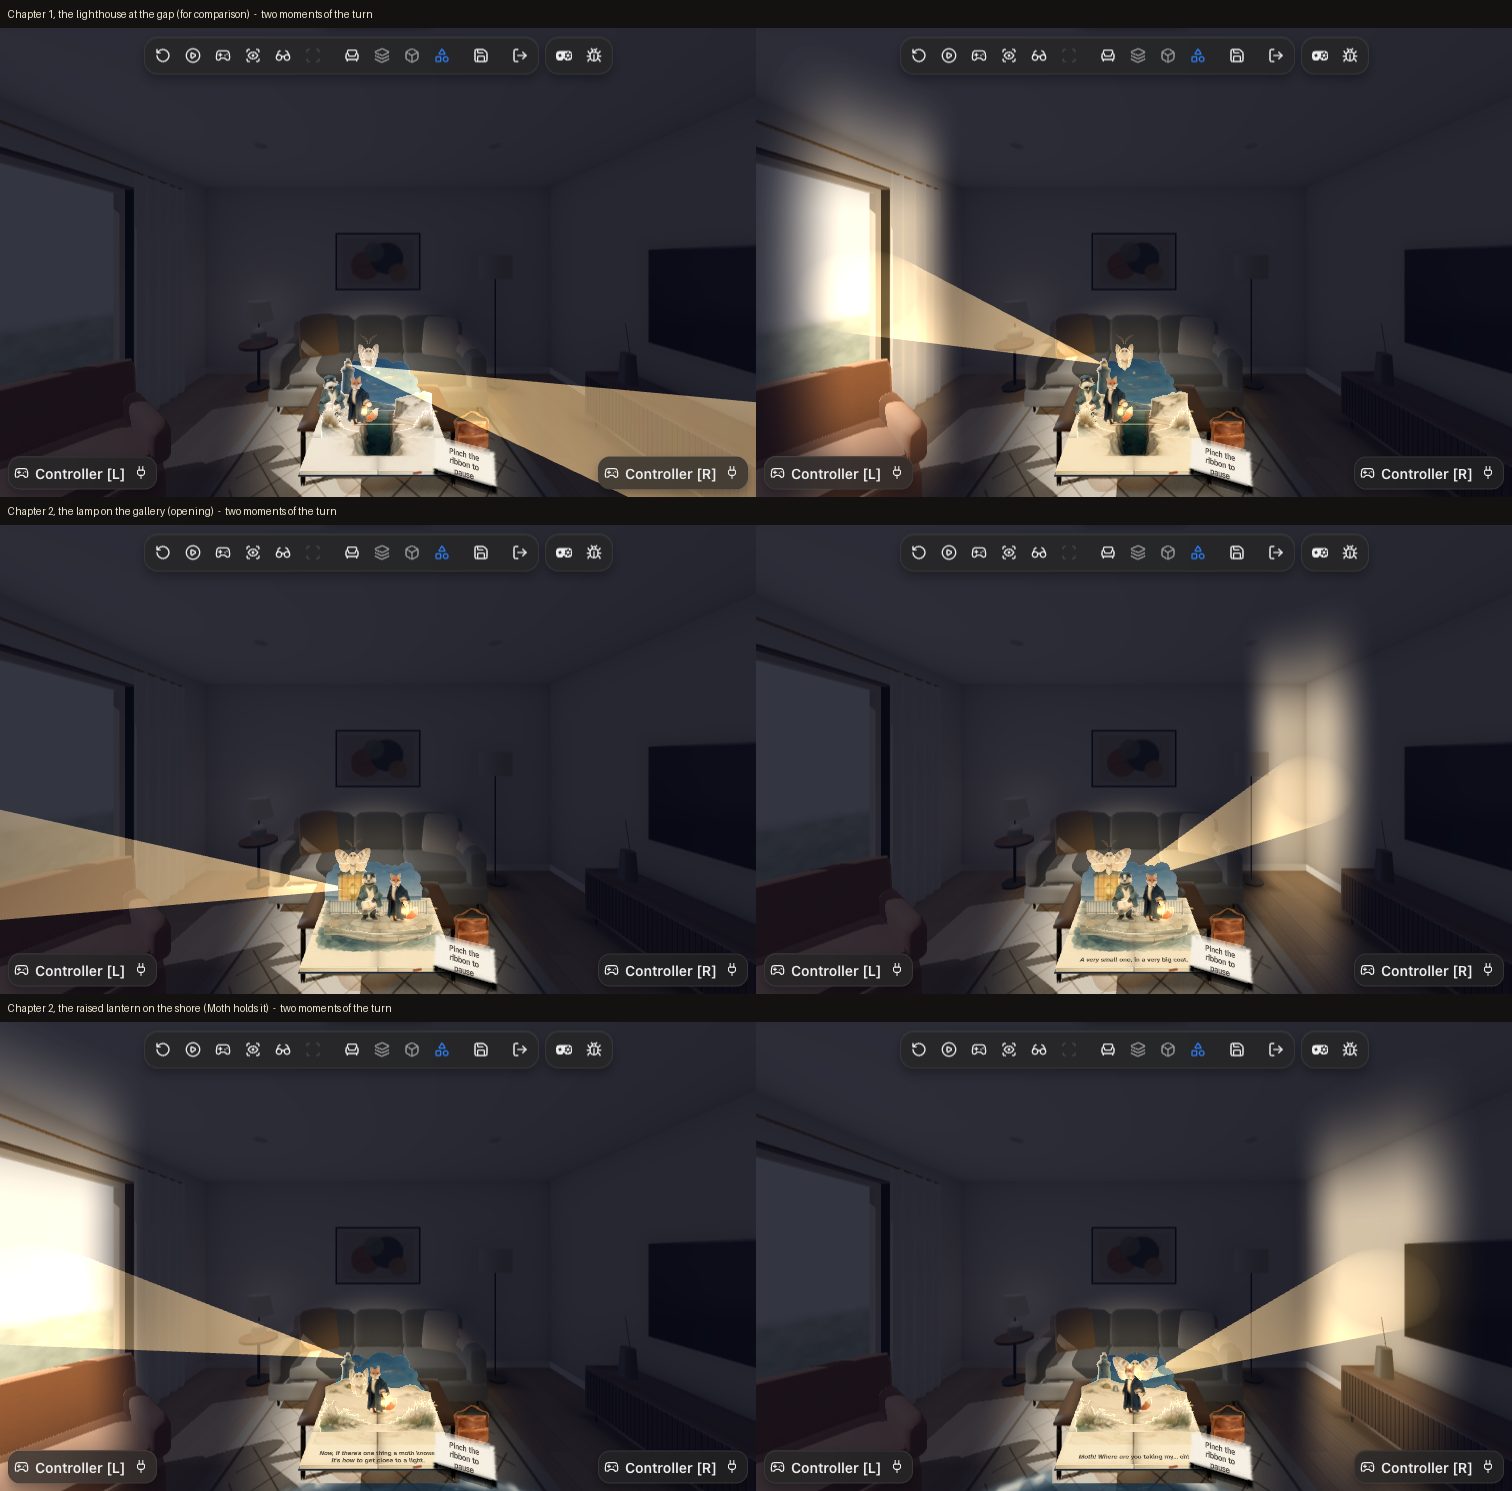 Chapter 1, the lighthouse at the gap (for comparison) - two moments of the turn
Controller [L]
Pinch the
ribbon to
pause
Controller [R]
Controller [L]
Pinch the
ribbon to
pause
Controller [R]
Chapter 2, the lamp on the gallery (opening) - two moments of the turn
Controller [L]
Pinch the
ribbon to
pause
Controller [R]
A very small one, in a very big coat.
Controller [L]
Pinch the
ribbon to
pause
Controller [R]
Chapter 2, the raised lantern on the shore (Moth holds it) - two moments of the turn
Now, if there's one thing a moth knows
It's how to get close to a light.
Controller [L]
Pinch the
ribbon to
pause
Controller [R]
Moth! Where are you taking my... eh!
Controller [L]
Pinch the
ribbon to
pause
Controller [R]